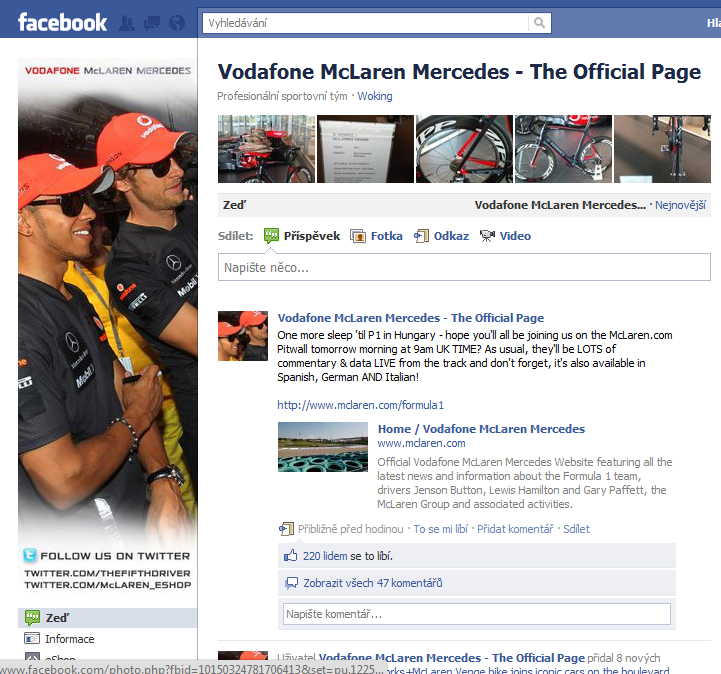 facebook
Vyhledávání
Hla
VODAFONE McLAREN MERCEDES
Vodafone McLaren Mercedes - The Official Page
Profesionální sportovní tým · Woking
Zeď
Vodafone McLaren Mercedes... · Nejnovější
Sdílet: Příspěvek Fotka Odkaz Video
Napište něco...
Vodafone McLaren Mercedes - The Official Page
One more sleep 'til P1 in Hungary - hope you'll all be joining us on the McLaren.com
Pitwall tomorrow morning at 9am UK TIME? As usual, they'll be LOTS of
commentary & data LIVE from the track and don't forget, it's also available in
Spanish, German AND Italian!
http://www.mclaren.com/formula1
Home / Vodafone McLaren Mercedes
www.mclaren.com
Official Vodafone McLaren Mercedes Website featuring all the
latest news and information about the Formula 1 team,
drivers Jenson Button, Lewis Hamilton and Gary Paffett, the
McLaren Group and associated activities.
Přibližně před hodinou · To se mi líbí · Přidat komentář · Sdílet
220 lidem se to líbí.
Zobrazit všech 47 komentářů
Napište komentář...
FOLLOW US ON TWITTER
TWITTER.COM/THEFIFTHDRIVER
TWITTER.COM/McLAREN_ESHOP
Zeď
Informace
eShop
Uživatel Vodafone McLaren Mercedes - The Official Page přidal 8 nových
rks+McLaren Venge bike joins iconic cars on the boulevard
www.facebook.com/photo.php?fbid=10150324781706413&set=pu.1225...